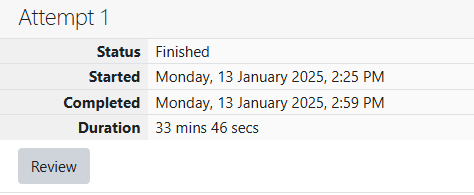 Attempt 1
Status Finished
Started Monday, 13 January 2025, 2:25 PM
Completed Monday, 13 January 2025, 2:59 PM
Duration 33 mins 46 secs
Review